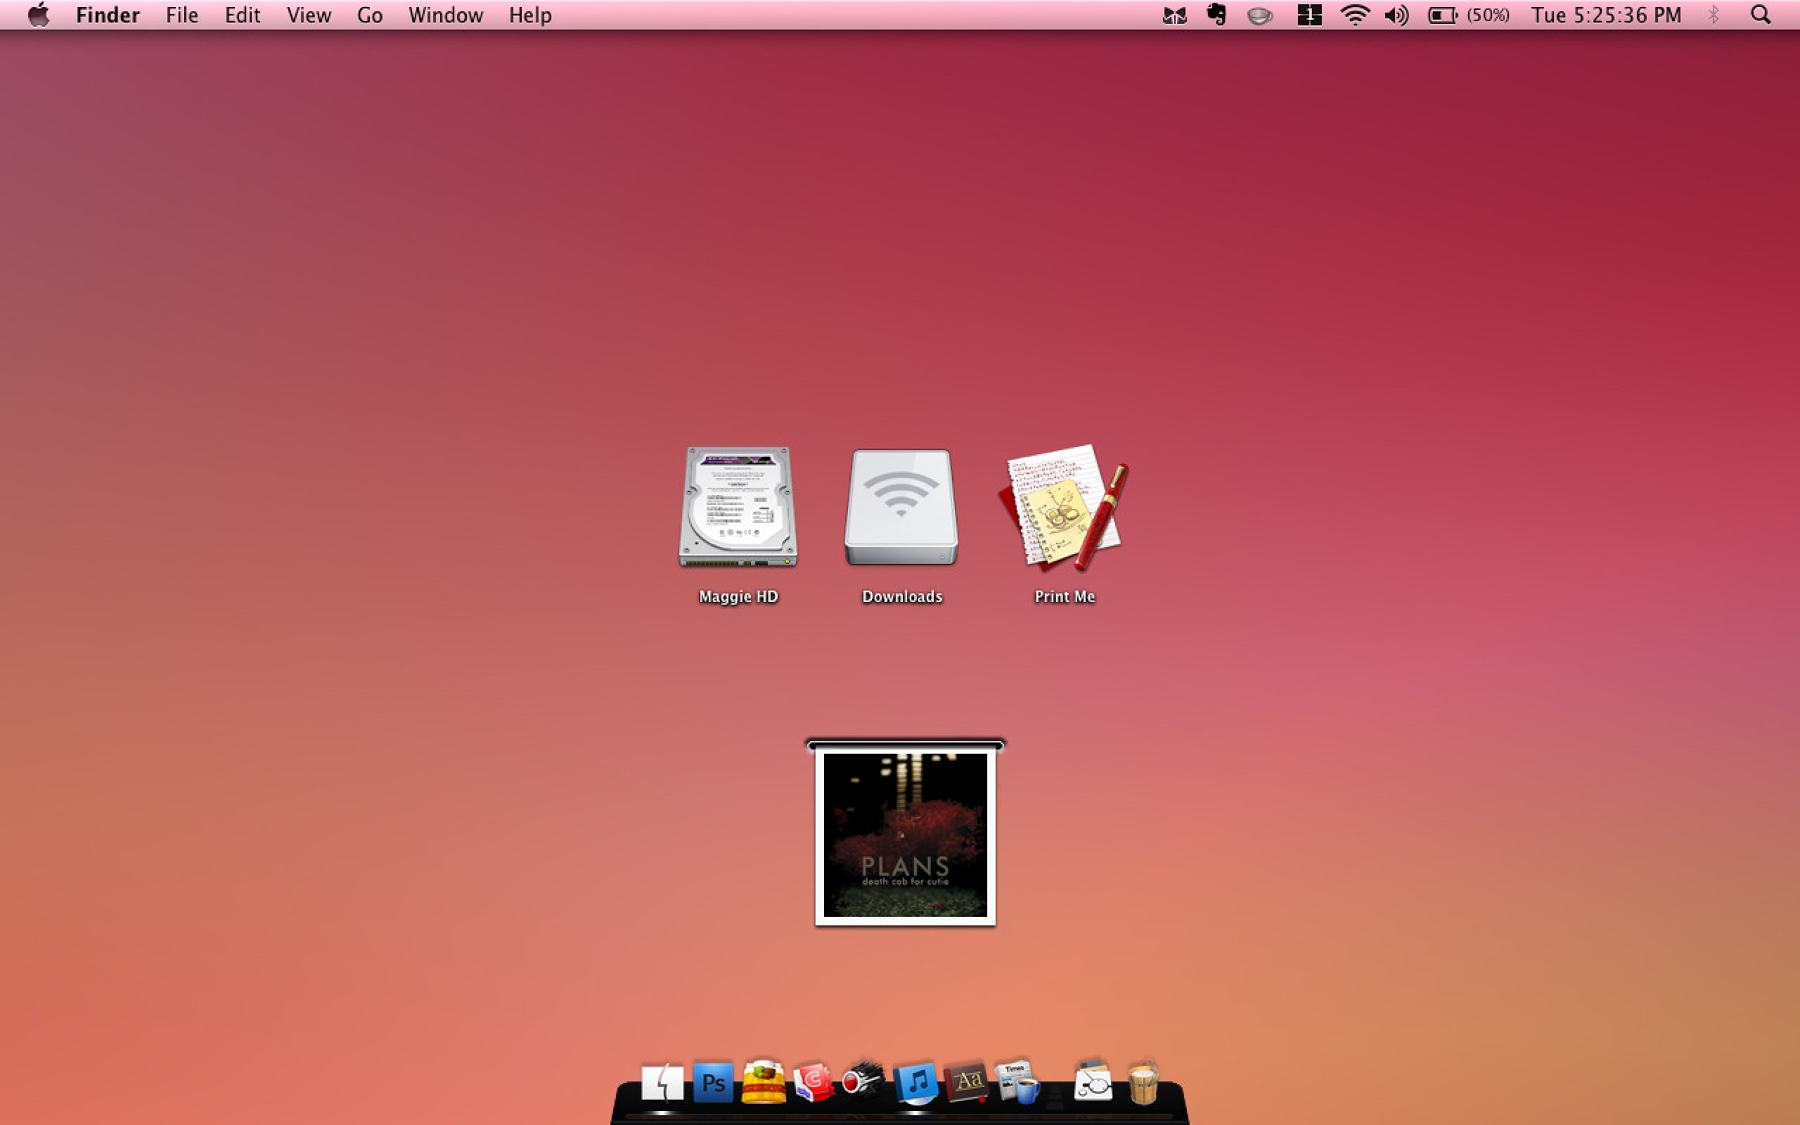 Finder File Edit View Go Window Help
1 (50%) Tue 5:25:36 PM
Maggie HD Downloads Print Me
PLANS
death cab for cutie
Ps C Aa Times